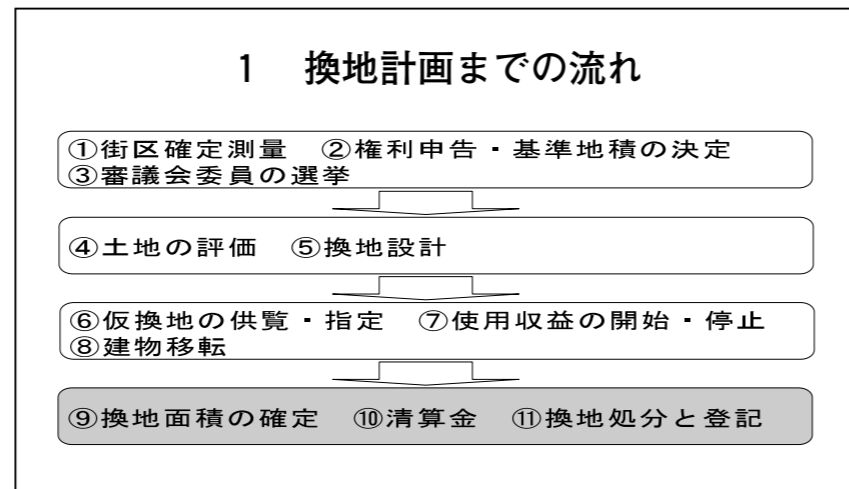 1 換地計画までの流れ
①街区確定測量 ②権利申告・基準地積の決定
③審議会委員の選挙
④土地の評価 ⑤換地設計
⑥仮換地の供覧・指定 ⑦使用収益の開始・停止
⑧建物移転
⑨換地面積の確定 ⑩清算金 ⑪換地処分と登記